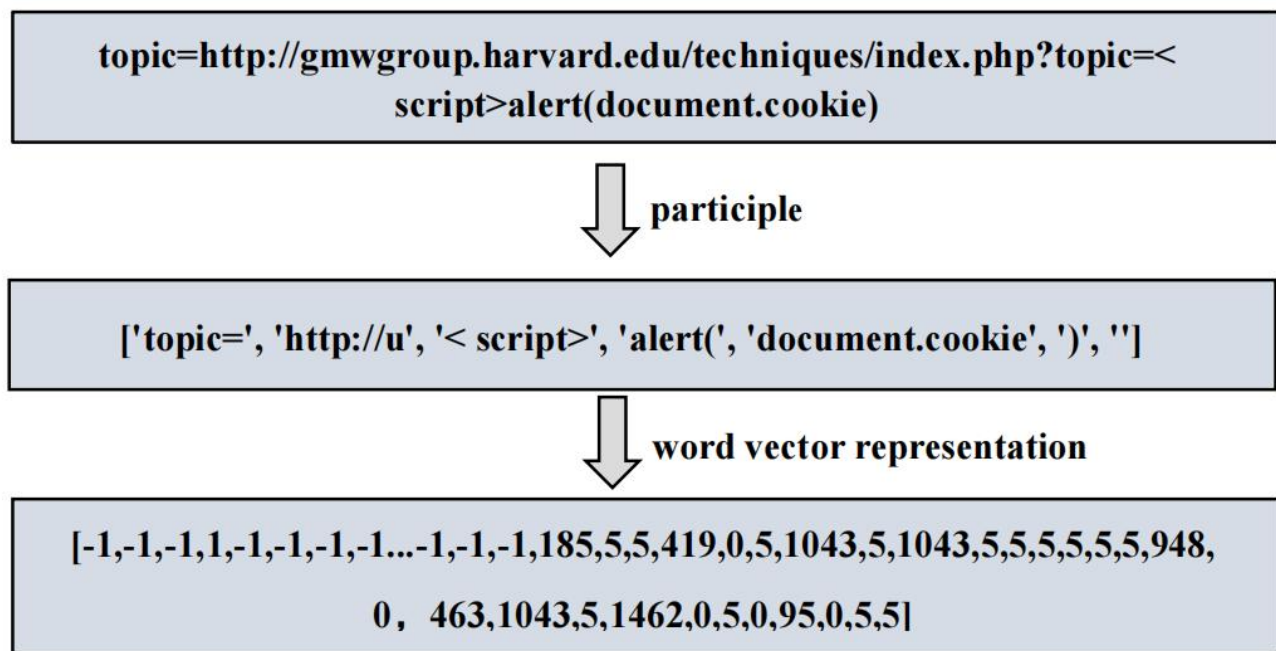 topic=http://gmwgroup.harvard.edu/techniques/index.php?topic=<
script>alert(document.cookie)
participle
['topic=', 'http://u', '< script>', 'alert(', 'document.cookie', ')', '']
word vector representation
[-1,-1,-1,1,-1,-1,-1,-1...-1,-1,-1,185,5,5,419,0,5,1043,5,1043,5,5,5,5,5,5,948,
0，463,1043,5,1462,0,5,0,95,0,5,5]